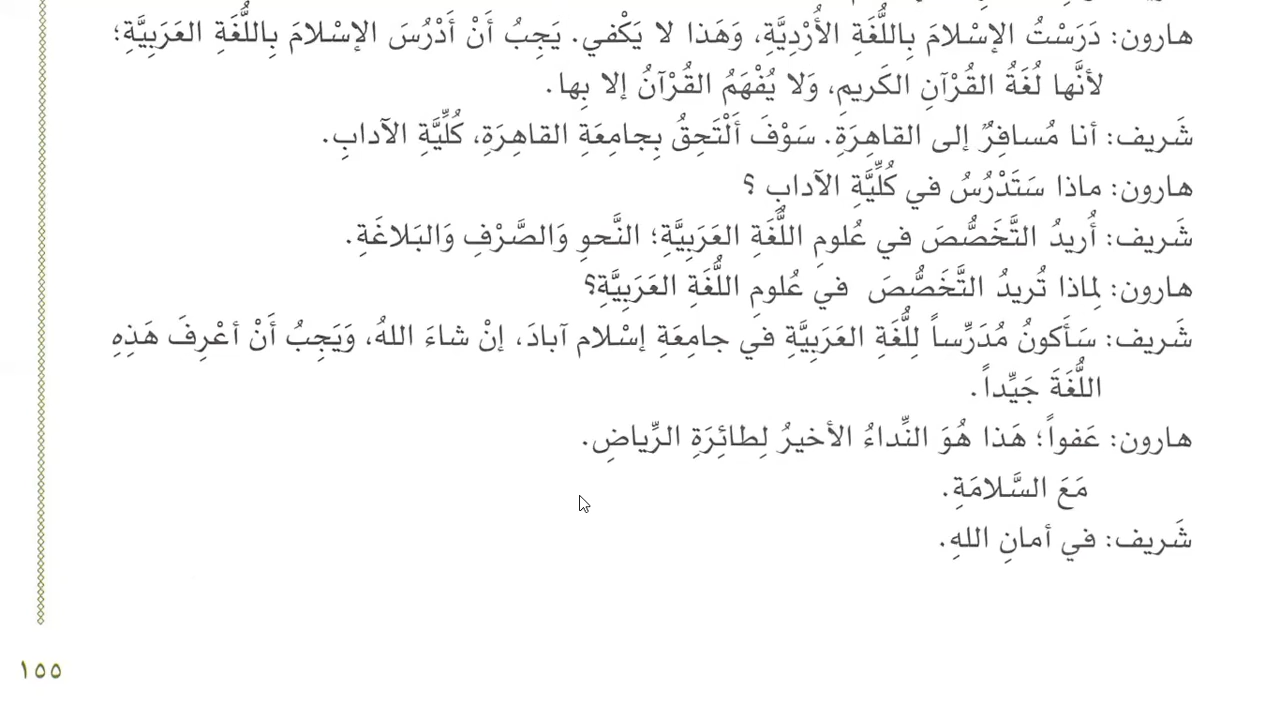 هارون: دَرَسْتُ الإسْلامَ بِاللُّغَةِ الأُرْدِيَّةِ، وَهَذا لا يَكْفي. يَجِبُ أَنْ أَدْرُسَ الإسْلامَ بِاللُّغَةِ العَرَبِيَّةِ؛
لأنَّها لُغَةُ القُرْآنِ الكَريمِ، وَلا يُفْهَمُ القُرْآنُ إلا بِها.
شَريف: أنا مُسافِرٌ إلى القاهِرَةِ. سَوْفَ أَلْتَحِقُ بِجامِعَةِ القاهِرَةِ، كُلِّيَّةِ الآدابِ.
هارون: ماذا سَتَدْرُسُ في كُلِّيَّةِ الآدابِ ؟
شَريف: أُريدُ التَّخَصُّصَ في عُلومِ اللُّغَةِ العَرَبِيَّةِ؛ النَّحوِ وَالصَّرْفِ وَالبَلاغَةِ.
هارون: لِماذا تُريدُ التَّخَصُّصَ في عُلومِ اللُّغَةِ العَرَبِيَّةِ؟
شَريف: سَأَكونُ مُدَرِّساً لِلُّغَةِ العَرَبِيَّةِ في جامِعَةِ إسْلام آبادَ، إنْ شاءَ اللهُ، وَيَجِبُ أَنْ أعْرِفَ هَذِهِ
اللُّغَةَ جَيِّداً.
هارون: عَفواً؛ هَذا هُوَ النِّداءُ الأخيرُ لِطائِرَةِ الرِّياضِ.
مَعَ السَّلامَةِ.
شَريف: في أمانِ اللهِ.
١٥٥